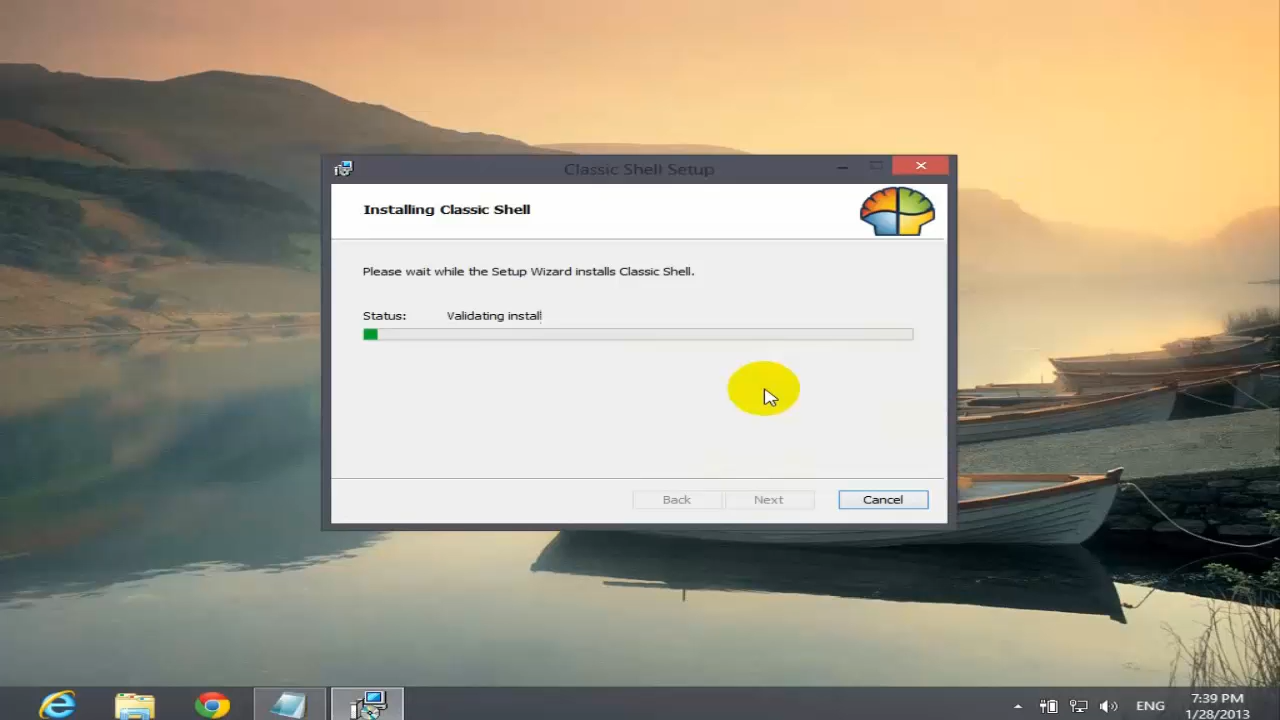 Classic Shell Setup
Installing Classic Shell
Please wait while the Setup Wizard installs Classic Shell.
Status: Validating install
Back Next Cancel
ENG
7:39 PM
1/28/2013